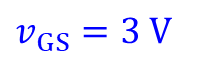 v_GS = 3 V